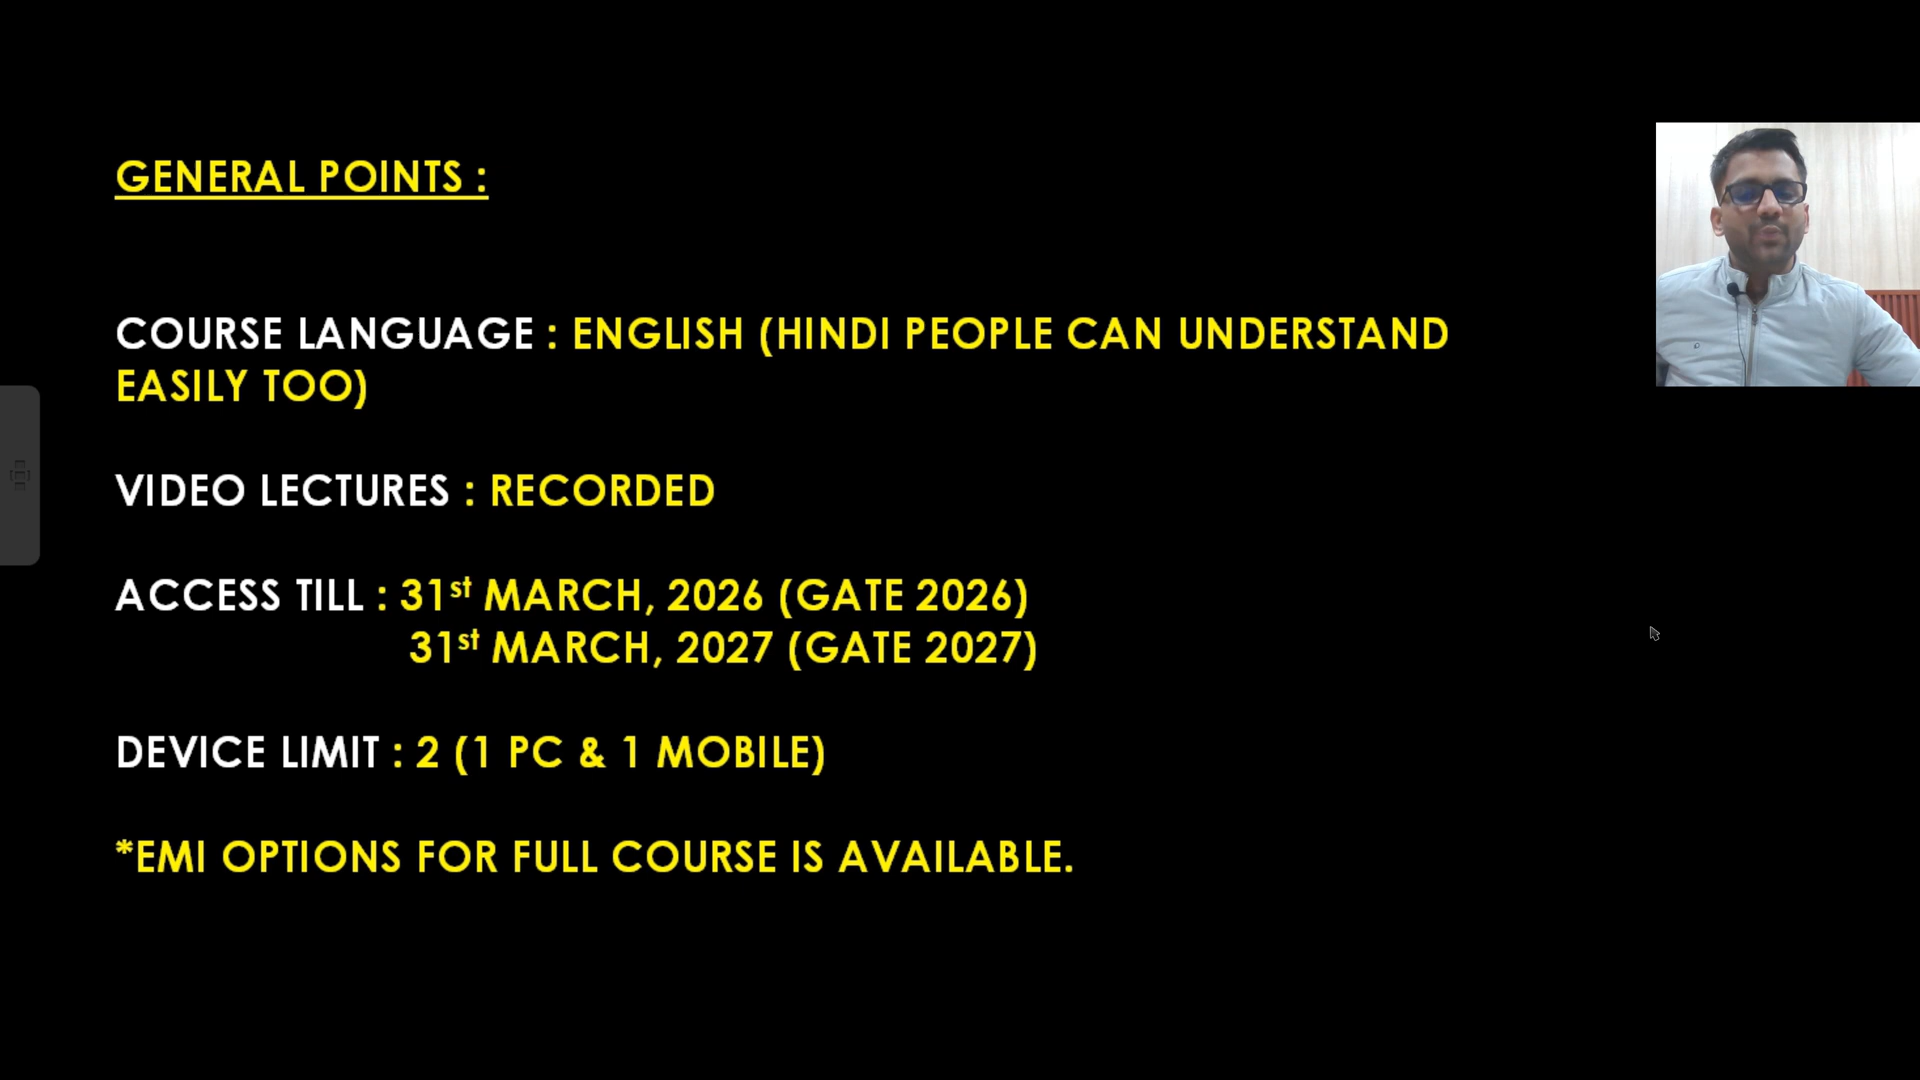 GENERAL POINTS :
COURSE LANGUAGE : ENGLISH (HINDI PEOPLE CAN UNDERSTAND
EASILY TOO)
VIDEO LECTURES : RECORDED
ACCESS TILL : 31st MARCH, 2026 (GATE 2026)
31st MARCH, 2027 (GATE 2027)
DEVICE LIMIT : 2 (1 PC & 1 MOBILE)
*EMI OPTIONS FOR FULL COURSE IS AVAILABLE.